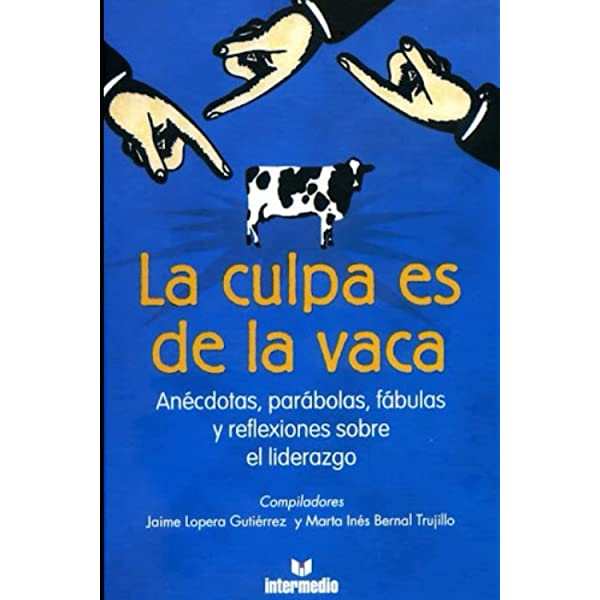 La culpa es
de la vaca
Anécdotas, parábolas, fábulas
y reflexiones sobre
el liderazgo
Compiladores
Jaime Lopera Gutiérrez y Marta Inés Bernal Trujillo
intermedio